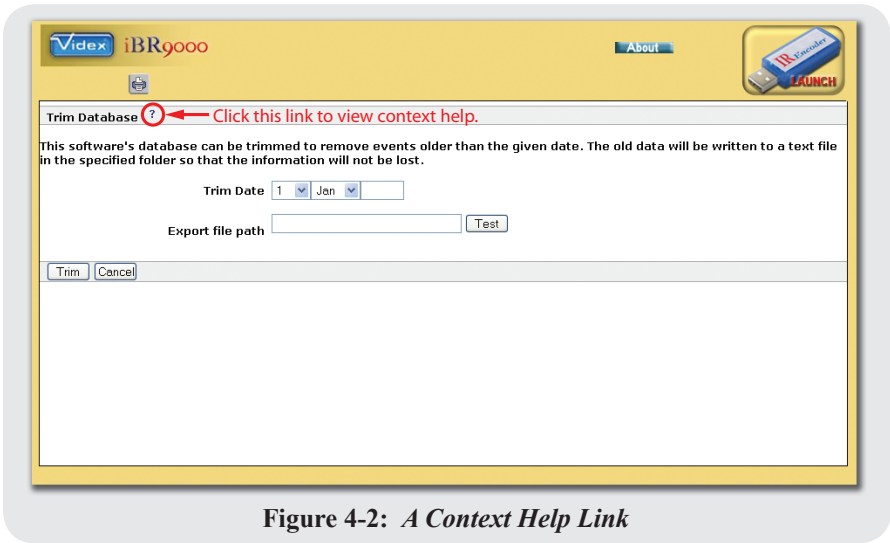 Videx iBR9000
About
IR Encoder
LAUNCH
Trim Database ? Click this link to view context help.
This software's database can be trimmed to remove events older than the given date. The old data will be written to a text file
in the specified folder so that the information will not be lost.
Trim Date 1 Jan
Export file path Test
Trim Cancel
Figure 4-2: A Context Help Link